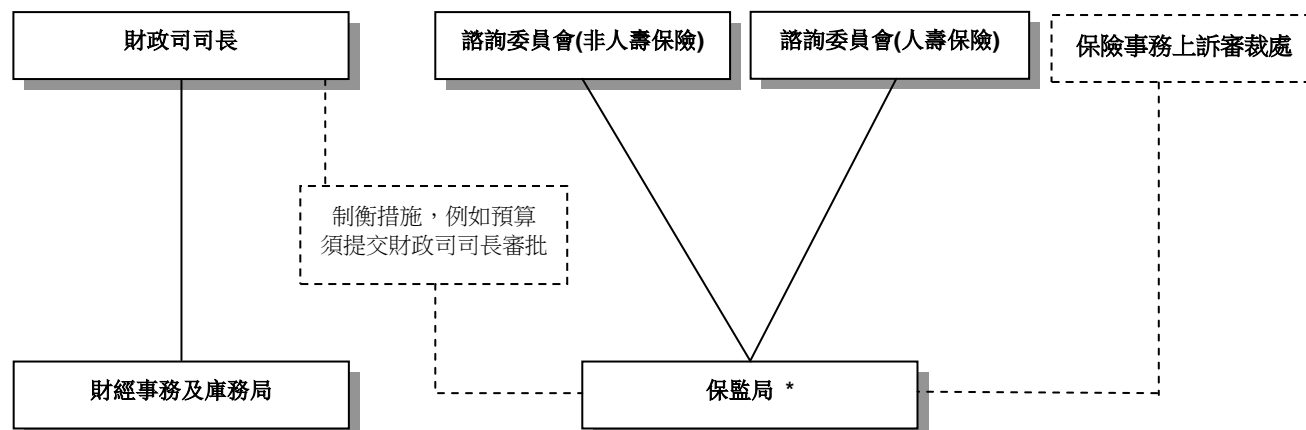 財政司司長
諮詢委員會(非人壽保險)
諮詢委員會(人壽保險)
保險事務上訴審裁處
制衡措施，例如預算
須提交財政司司長審批
財經事務及庫務局
保監局 *